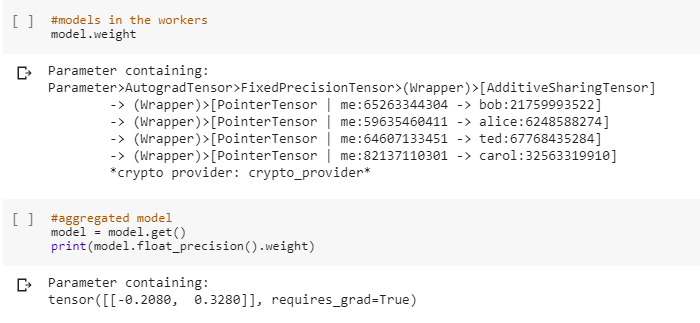 [ ] #models in the workers
model.weight
Parameter containing:
Parameter>AutogradTensor>FixedPrecisionTensor>(Wrapper)>[AdditiveSharingTensor]
-> (Wrapper)>[PointerTensor | me:65263344304 -> bob:21759993522]
-> (Wrapper)>[PointerTensor | me:59635460411 -> alice:6248588274]
-> (Wrapper)>[PointerTensor | me:64607133451 -> ted:67768435284]
-> (Wrapper)>[PointerTensor | me:82137110301 -> carol:32563319910]
*crypto provider: crypto_provider*
[ ] #aggregated model
model = model.get()
print(model.float_precision().weight)
Parameter containing:
tensor([[-0.2080,  0.3280]], requires_grad=True)